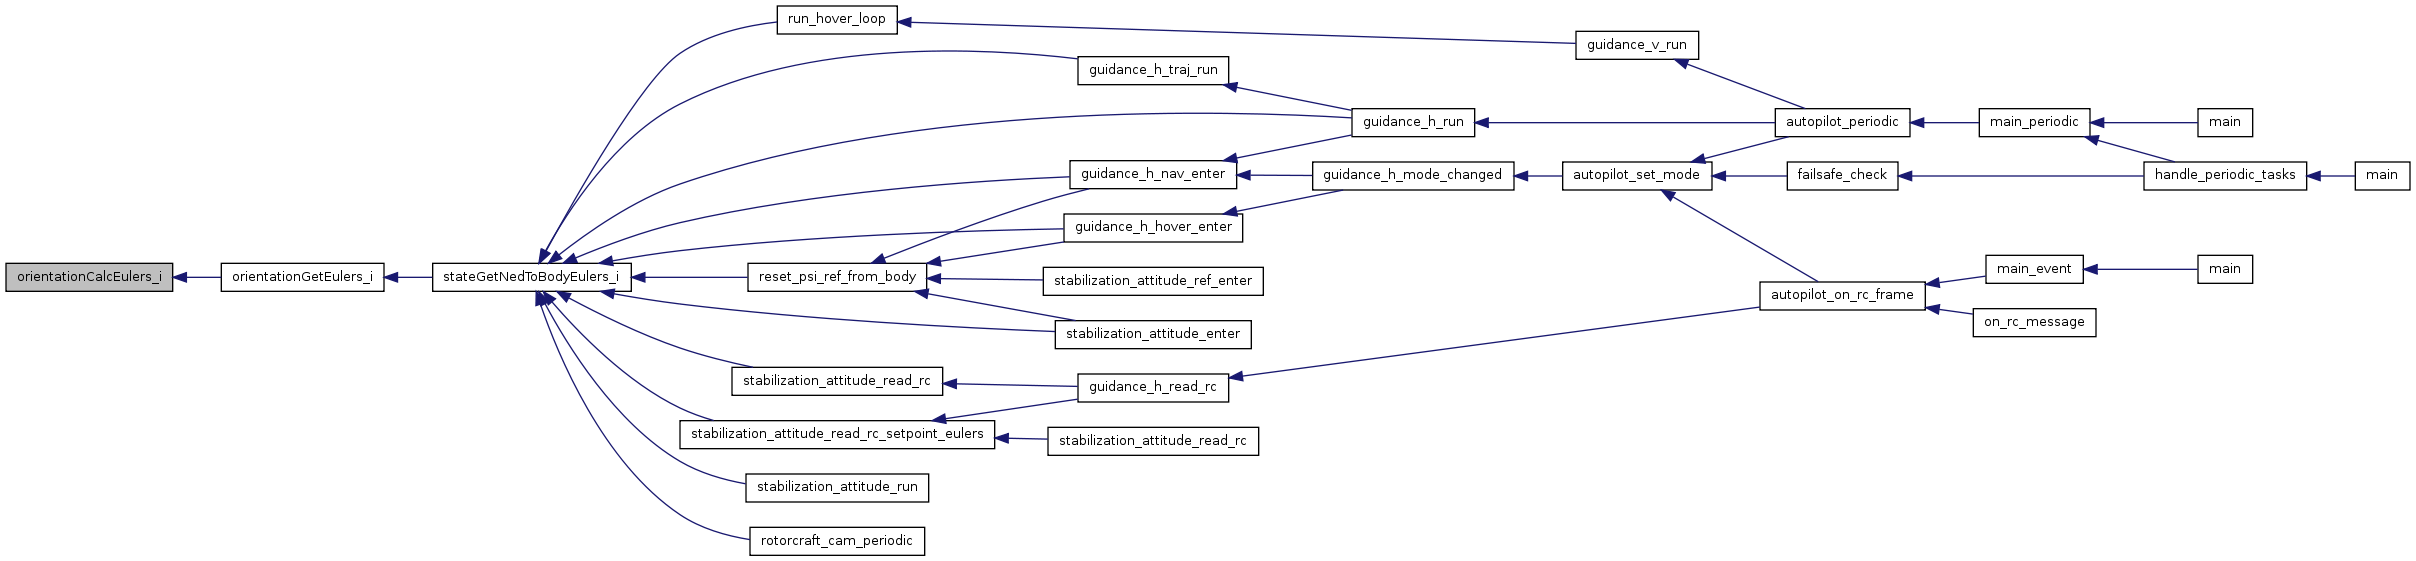 run_hover_loop
guidance_v_run
guidance_h_traj_run
guidance_h_run
autopilot_periodic
main_periodic
main
guidance_h_nav_enter
guidance_h_mode_changed
autopilot_set_mode
failsafe_check
handle_periodic_tasks
main
guidance_h_hover_enter
orientationCalcEulers_i
orientationGetEulers_i
stateGetNedToBodyEulers_i
reset_psi_ref_from_body
stabilization_attitude_ref_enter
main_event
main
autopilot_on_rc_frame
on_rc_message
stabilization_attitude_enter
stabilization_attitude_read_rc
guidance_h_read_rc
stabilization_attitude_read_rc_setpoint_eulers
stabilization_attitude_read_rc
stabilization_attitude_run
rotorcraft_cam_periodic